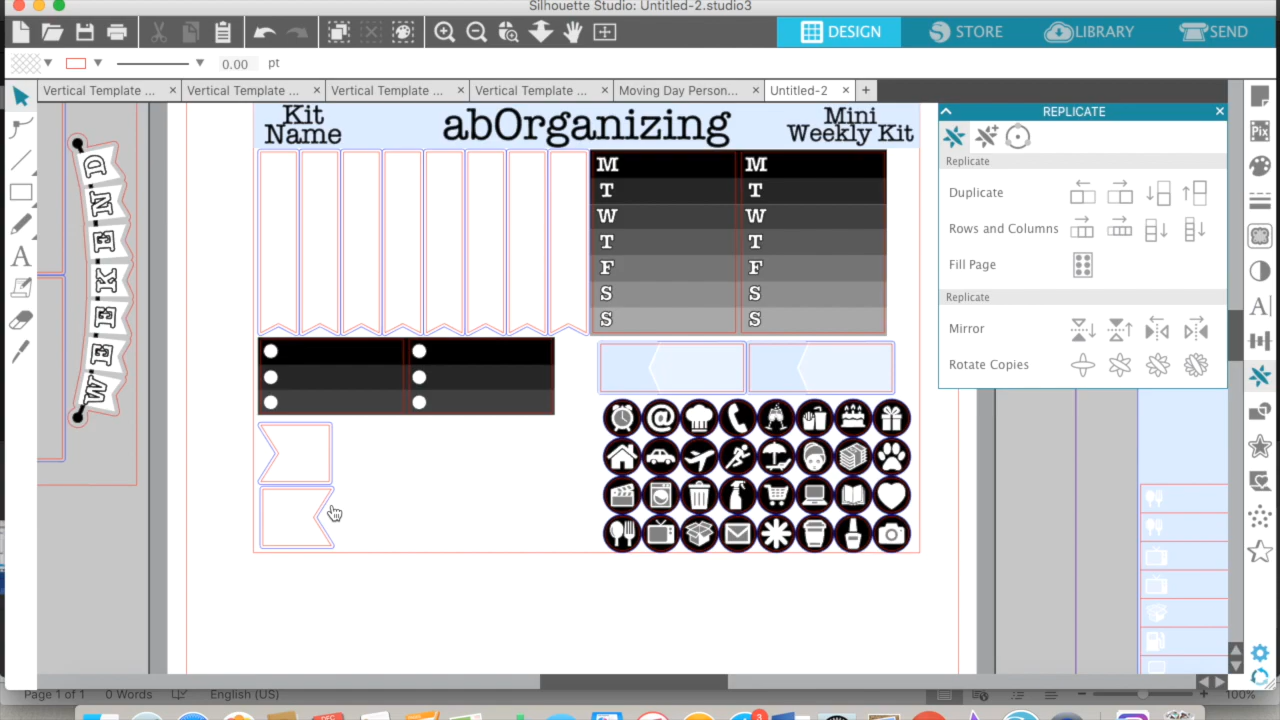 Silhouette Studio: Untitled-2.studio3
DESIGN
STORE
LIBRARY
SEND
0.00 pt
Vertical Template ...
Vertical Template ...
Vertical Template ...
Vertical Template ...
Moving Day Person...
Untitled-2
REPLICATE
Pix
Replicate
Duplicate
Rows and Columns
Fill Page
Replicate
Mirror
Rotate Copies
WEEKEND
Kit
Name
abOrganizing
Mini
Weekly Kit
M M
T T
W W
T T
F F
S S
S S
@
A
A
Page 1 of 1
0 Words
English (US)
100%
3